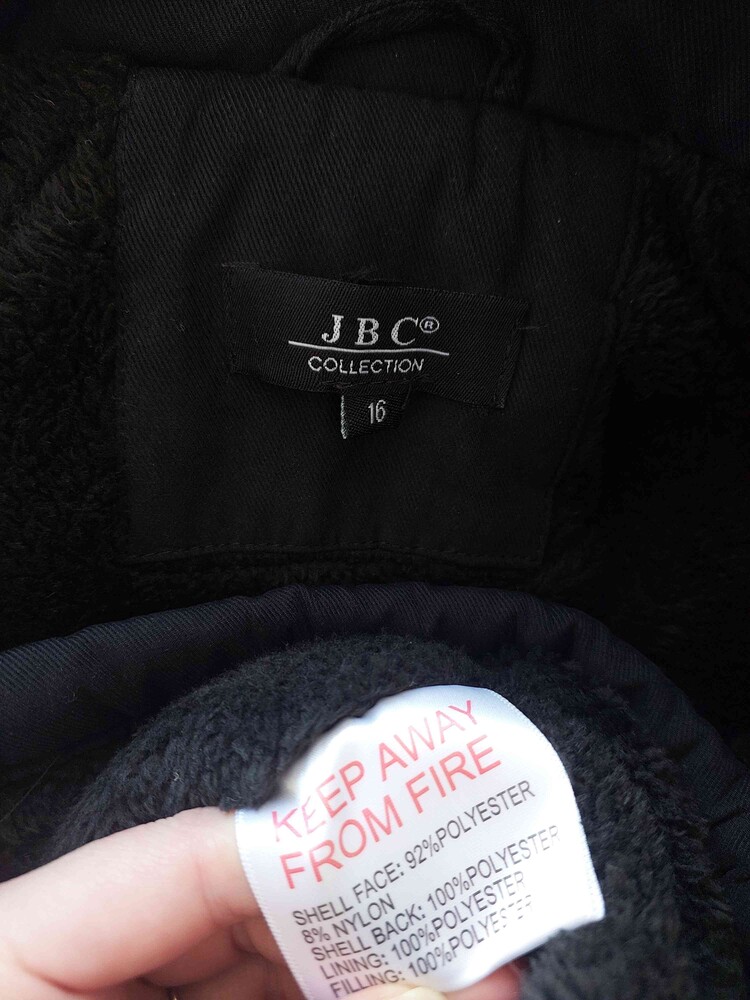 JBC®
COLLECTION
16
KEEP AWAY
FROM FIRE
SHELL FACE: 92%POLYESTER
8% NYLON
SHELL BACK: 100%POLYESTER
LINING: 100%POLYESTER
FILLING: 100%POLYESTER